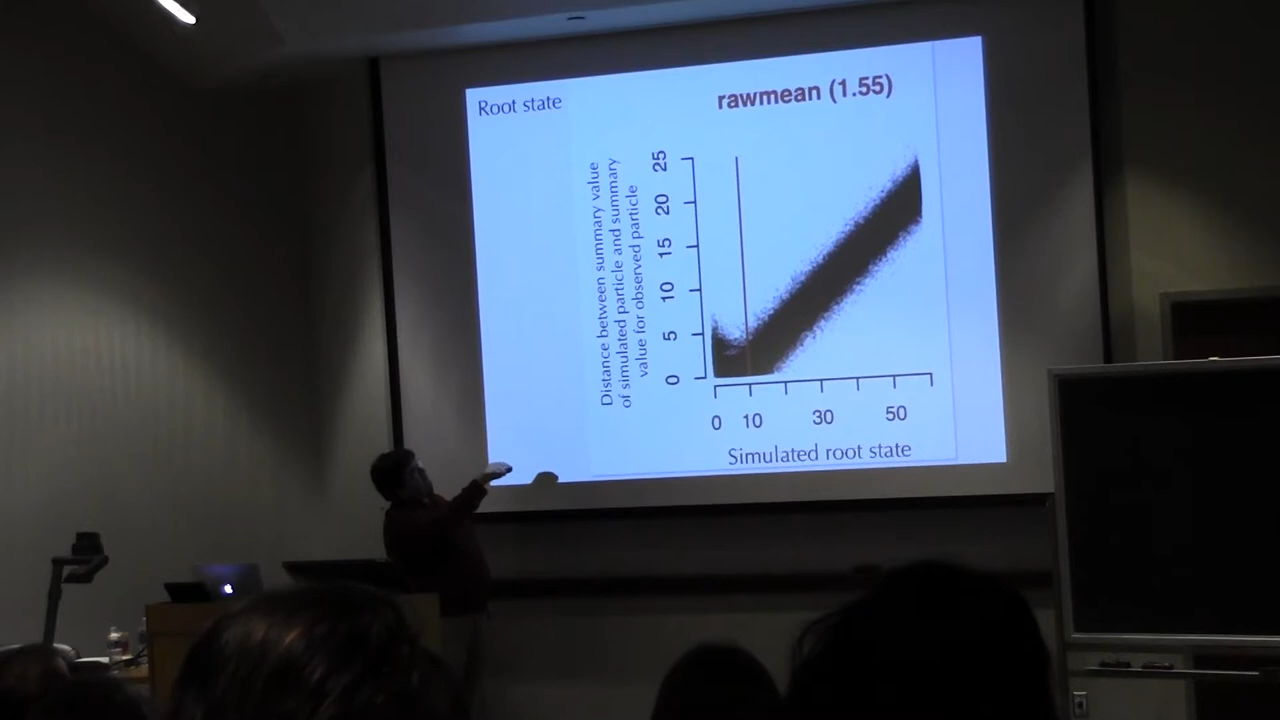 Root state
rawmean (1.55)
Distance between summary value
of simulated particle and summary
value for observed particle
25
20
15
10
5
0
0 10 30 50
Simulated root state